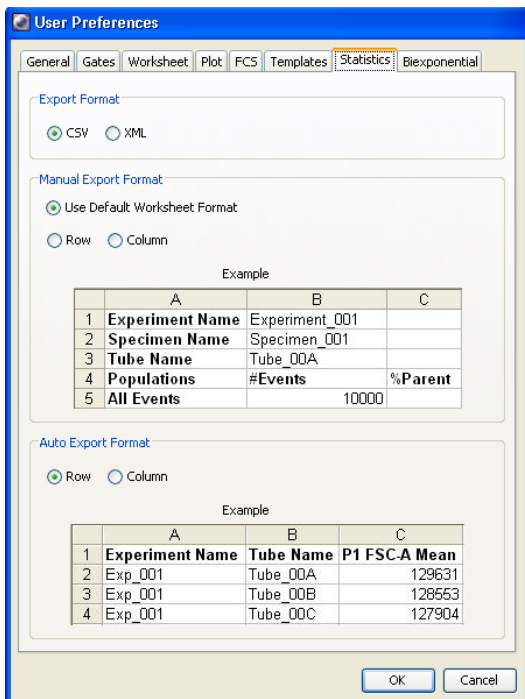 User Preferences
General Gates Worksheet Plot FCS Templates Statistics Biexponential
Export Format
CSV XML
Manual Export Format
Use Default Worksheet Format
Row Column
Example
A B C
1 Experiment Name Experiment_001
2 Specimen Name Specimen_001
3 Tube Name Tube_00A
4 Populations #Events %Parent
5 All Events 10000
Auto Export Format
Row Column
Example
A B C
1 Experiment Name Tube Name P1 FSC-A Mean
2 Exp_001 Tube_00A 129631
3 Exp_001 Tube_00B 128553
4 Exp_001 Tube_00C 127904
OK Cancel